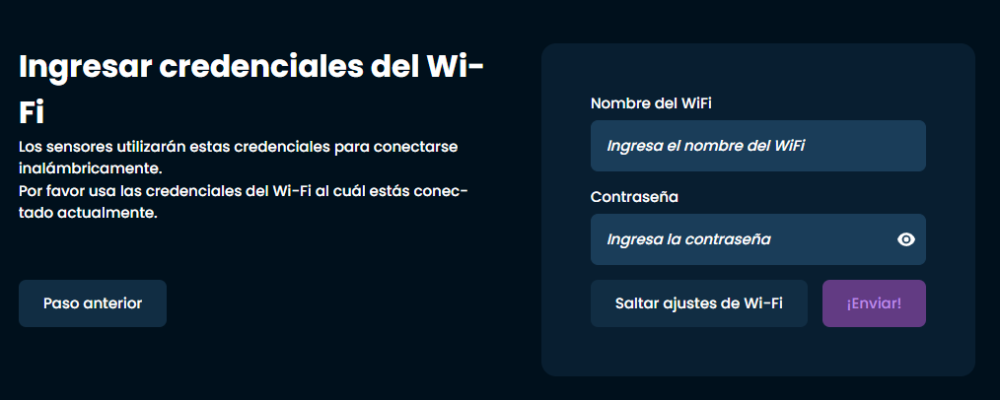 Ingresar credenciales del Wi-
Fi
Los sensores utilizarán estas credenciales para conectarse
inalámbricamente.
Por favor usa las credenciales del Wi-Fi al cuál estás conec-
tado actualmente.
Paso anterior
Nombre del WiFi
Ingresa el nombre del WiFi
Contraseña
Ingresa la contraseña
Saltar ajustes de Wi-Fi
¡Enviar!